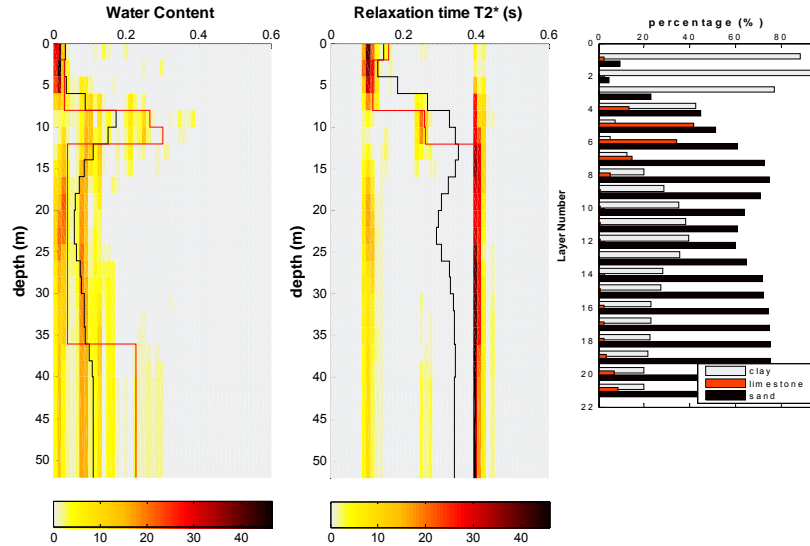 Water Content
0 0.2 0.4 0.6
0
5
10
15
20
25
30
35
40
45
50
depth (m)
0 10 20 30 40
Relaxation time T2* (s)
0 0.2 0.4 0.6
0
5
10
15
20
25
30
35
40
45
50
depth (m)
0 10 20 30 40
percentage (%)
0 20 40 60 80
0
2
4
6
8
10
12
14
16
18
20
22
Layer Number
clay
limestone
sand